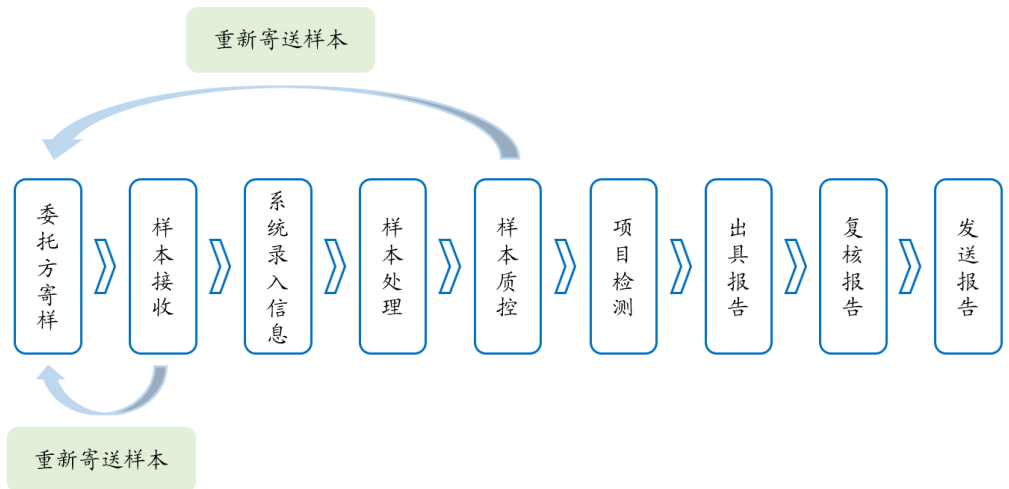 重新寄送样本
委托方寄样
样本接收
系统录入信息
样本处理
样本质控
项目检测
出具报告
复核报告
发送报告
重新寄送样本